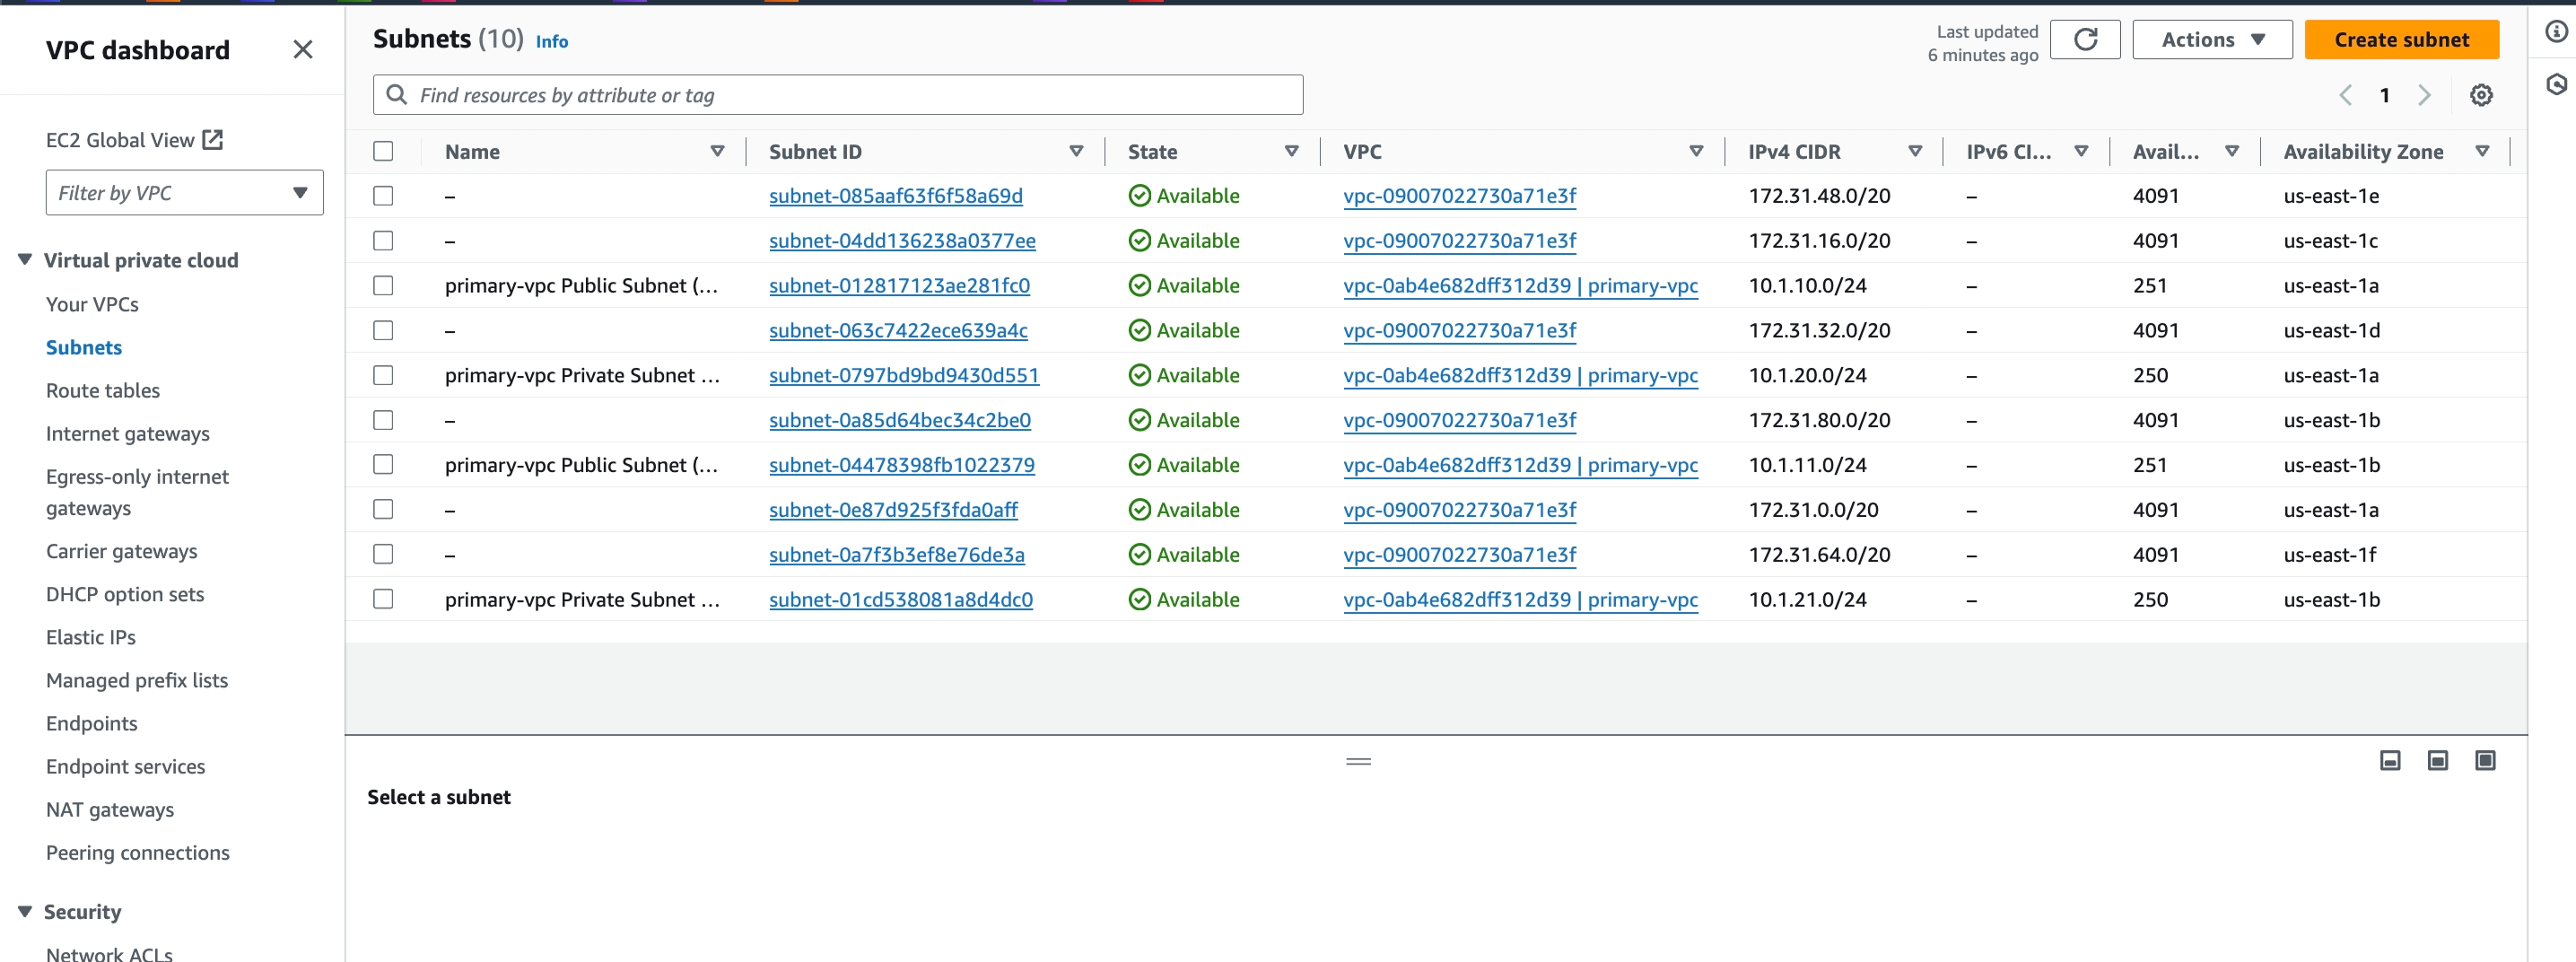 VPC dashboard
EC2 Global View
Filter by VPC
Virtual private cloud
Your VPCs
Subnets
Route tables
Internet gateways
Egress-only internet
gateways
Carrier gateways
DHCP option sets
Elastic IPs
Managed prefix lists
Endpoints
Endpoint services
NAT gateways
Peering connections
Security
Network ACLs
Subnets (10) Info
Last updated
6 minutes ago
Actions
Create subnet
Find resources by attribute or tag
1
Name Subnet ID State VPC IPv4 CIDR IPv6 CI... Avail... Availability Zone
– subnet-085aaf63f6f58a69d Available vpc-09007022730a71e3f 172.31.48.0/20 – 4091 us-east-1e
– subnet-04dd136238a0377ee Available vpc-09007022730a71e3f 172.31.16.0/20 – 4091 us-east-1c
primary-vpc Public Subnet (... subnet-012817123ae281fc0 Available vpc-0ab4e682dff312d39 | primary-vpc 10.1.10.0/24 – 251 us-east-1a
– subnet-063c7422ece639a4c Available vpc-09007022730a71e3f 172.31.32.0/20 – 4091 us-east-1d
primary-vpc Private Subnet ... subnet-0797bd9bd9430d551 Available vpc-0ab4e682dff312d39 | primary-vpc 10.1.20.0/24 – 250 us-east-1a
– subnet-0a85d64bec34c2be0 Available vpc-09007022730a71e3f 172.31.80.0/20 – 4091 us-east-1b
primary-vpc Public Subnet (... subnet-04478398fb1022379 Available vpc-0ab4e682dff312d39 | primary-vpc 10.1.11.0/24 – 251 us-east-1b
– subnet-0e87d925f3fda0aff Available vpc-09007022730a71e3f 172.31.0.0/20 – 4091 us-east-1a
– subnet-0a7f3b3ef8e76de3a Available vpc-09007022730a71e3f 172.31.64.0/20 – 4091 us-east-1f
primary-vpc Private Subnet ... subnet-01cd538081a8d4dc0 Available vpc-0ab4e682dff312d39 | primary-vpc 10.1.21.0/24 – 250 us-east-1b
Select a subnet